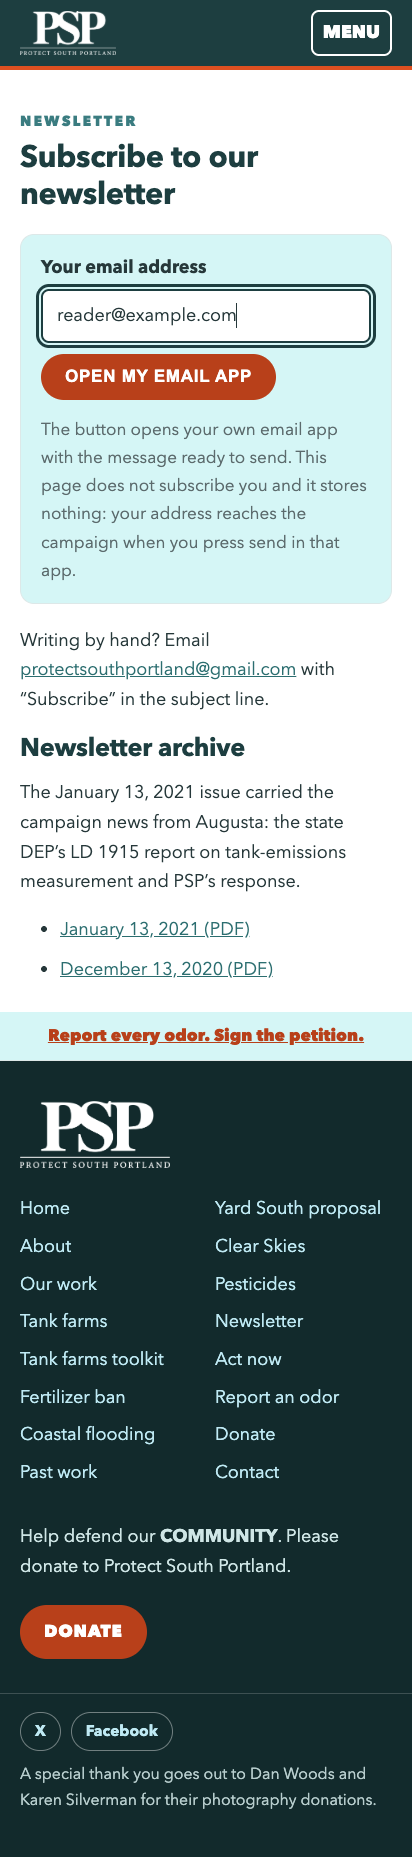 PSP
PROTECT SOUTH PORTLAND
MENU
NEWSLETTER
Subscribe to our
newsletter
Your email address
reader@example.com
OPEN MY EMAIL APP
The button opens your own email app
with the message ready to send. This
page does not subscribe you and it stores
nothing: your address reaches the
campaign when you press send in that
app.
Writing by hand? Email
protectsouthportland@gmail.com with
“Subscribe” in the subject line.
Newsletter archive
The January 13, 2021 issue carried the
campaign news from Augusta: the state
DEP’s LD 1915 report on tank-emissions
measurement and PSP’s response.
• January 13, 2021 (PDF)
• December 13, 2020 (PDF)
Report every odor. Sign the petition.
PSP
PROTECT SOUTH PORTLAND
Home
About
Our work
Tank farms
Tank farms toolkit
Fertilizer ban
Coastal flooding
Past work
Yard South proposal
Clear Skies
Pesticides
Newsletter
Act now
Report an odor
Donate
Contact
Help defend our COMMUNITY. Please
donate to Protect South Portland.
DONATE
X
Facebook
A special thank you goes out to Dan Woods and
Karen Silverman for their photography donations.